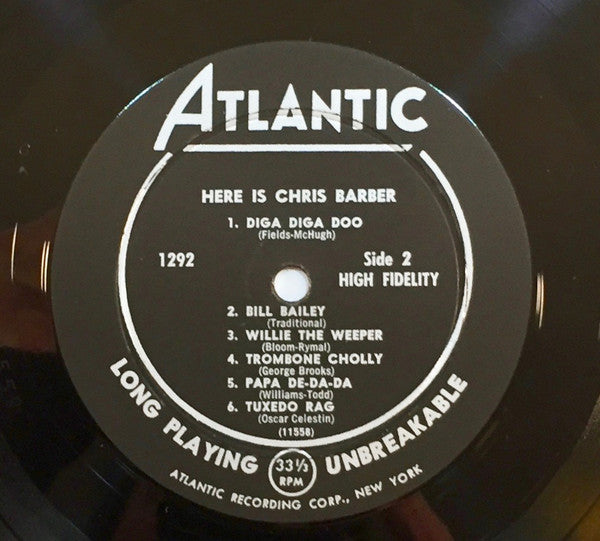 ATLANTIC
HERE IS CHRIS BARBER
1. DIGA DIGA DOO
(Fields-McHugh)
1292
Side 2
HIGH FIDELITY
2. BILL BAILEY
(Traditional)
3. WILLIE THE WEEPER
(Bloom-Rymal)
4. TROMBONE CHOLLY
(George Brooks)
5. PAPA DE-DA-DA
(Williams-Todd)
6. TUXEDO RAG
(Oscar Celestin)
(11558)
LONG PLAYING 33⅓ RPM UNBREAKABLE
ATLANTIC RECORDING CORP., NEW YORK